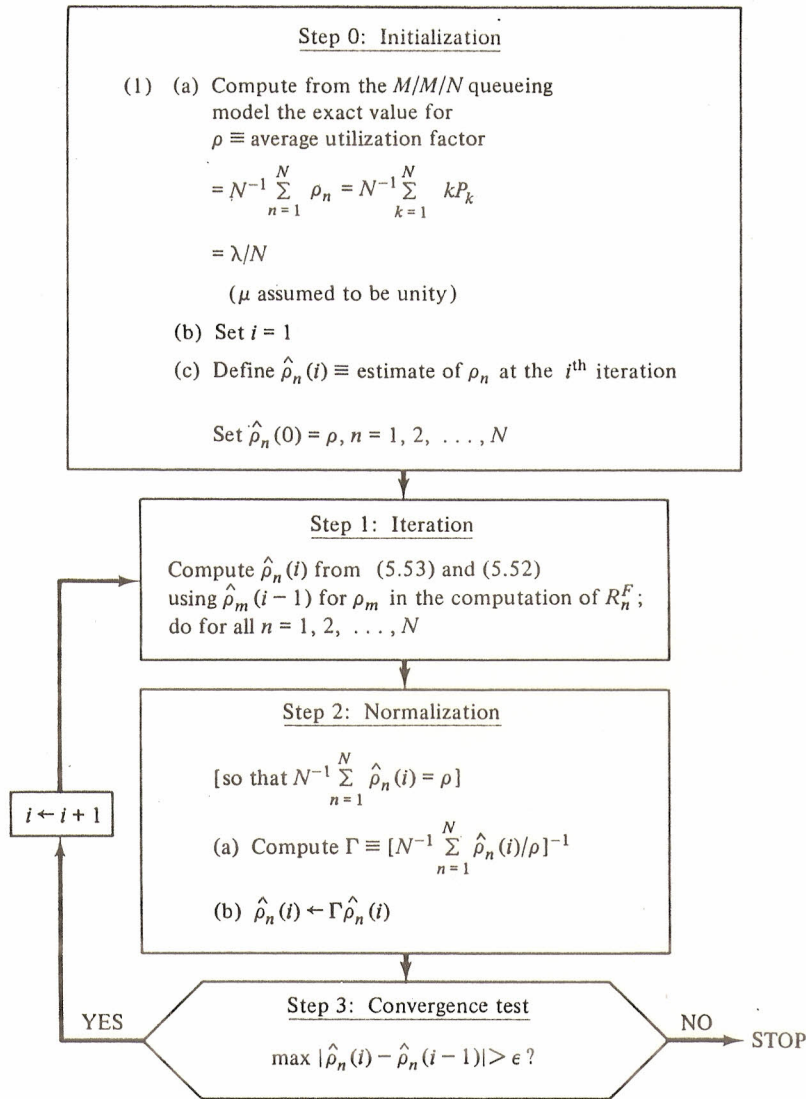 Step 0: Initialization
(1) (a) Compute from the M/M/N queueing
model the exact value for
ρ ≡ average utilization factor
= N⁻¹ Σ_{n=1}^{N} ρ_n = N⁻¹ Σ_{k=1}^{N} kP_k
= λ/N
(μ assumed to be unity)
(b) Set i = 1
(c) Define ρ̂_n(i) ≡ estimate of ρ_n at the i^th iteration
Set ρ̂_n(0) = ρ, n = 1, 2, ..., N
Step 1: Iteration
Compute ρ̂_n(i) from (5.53) and (5.52)
using ρ̂_m(i − 1) for ρ_m in the computation of R_n^F;
do for all n = 1, 2, ..., N
Step 2: Normalization
[so that N⁻¹ Σ_{n=1}^{N} ρ̂_n(i) = ρ]
(a) Compute Γ ≡ [N⁻¹ Σ_{n=1}^{N} ρ̂_n(i)/ρ]⁻¹
(b) ρ̂_n(i) ← Γρ̂_n(i)
i ← i + 1
Step 3: Convergence test
max |ρ̂_n(i) − ρ̂_n(i − 1)| > ϵ?
YES
NO
STOP